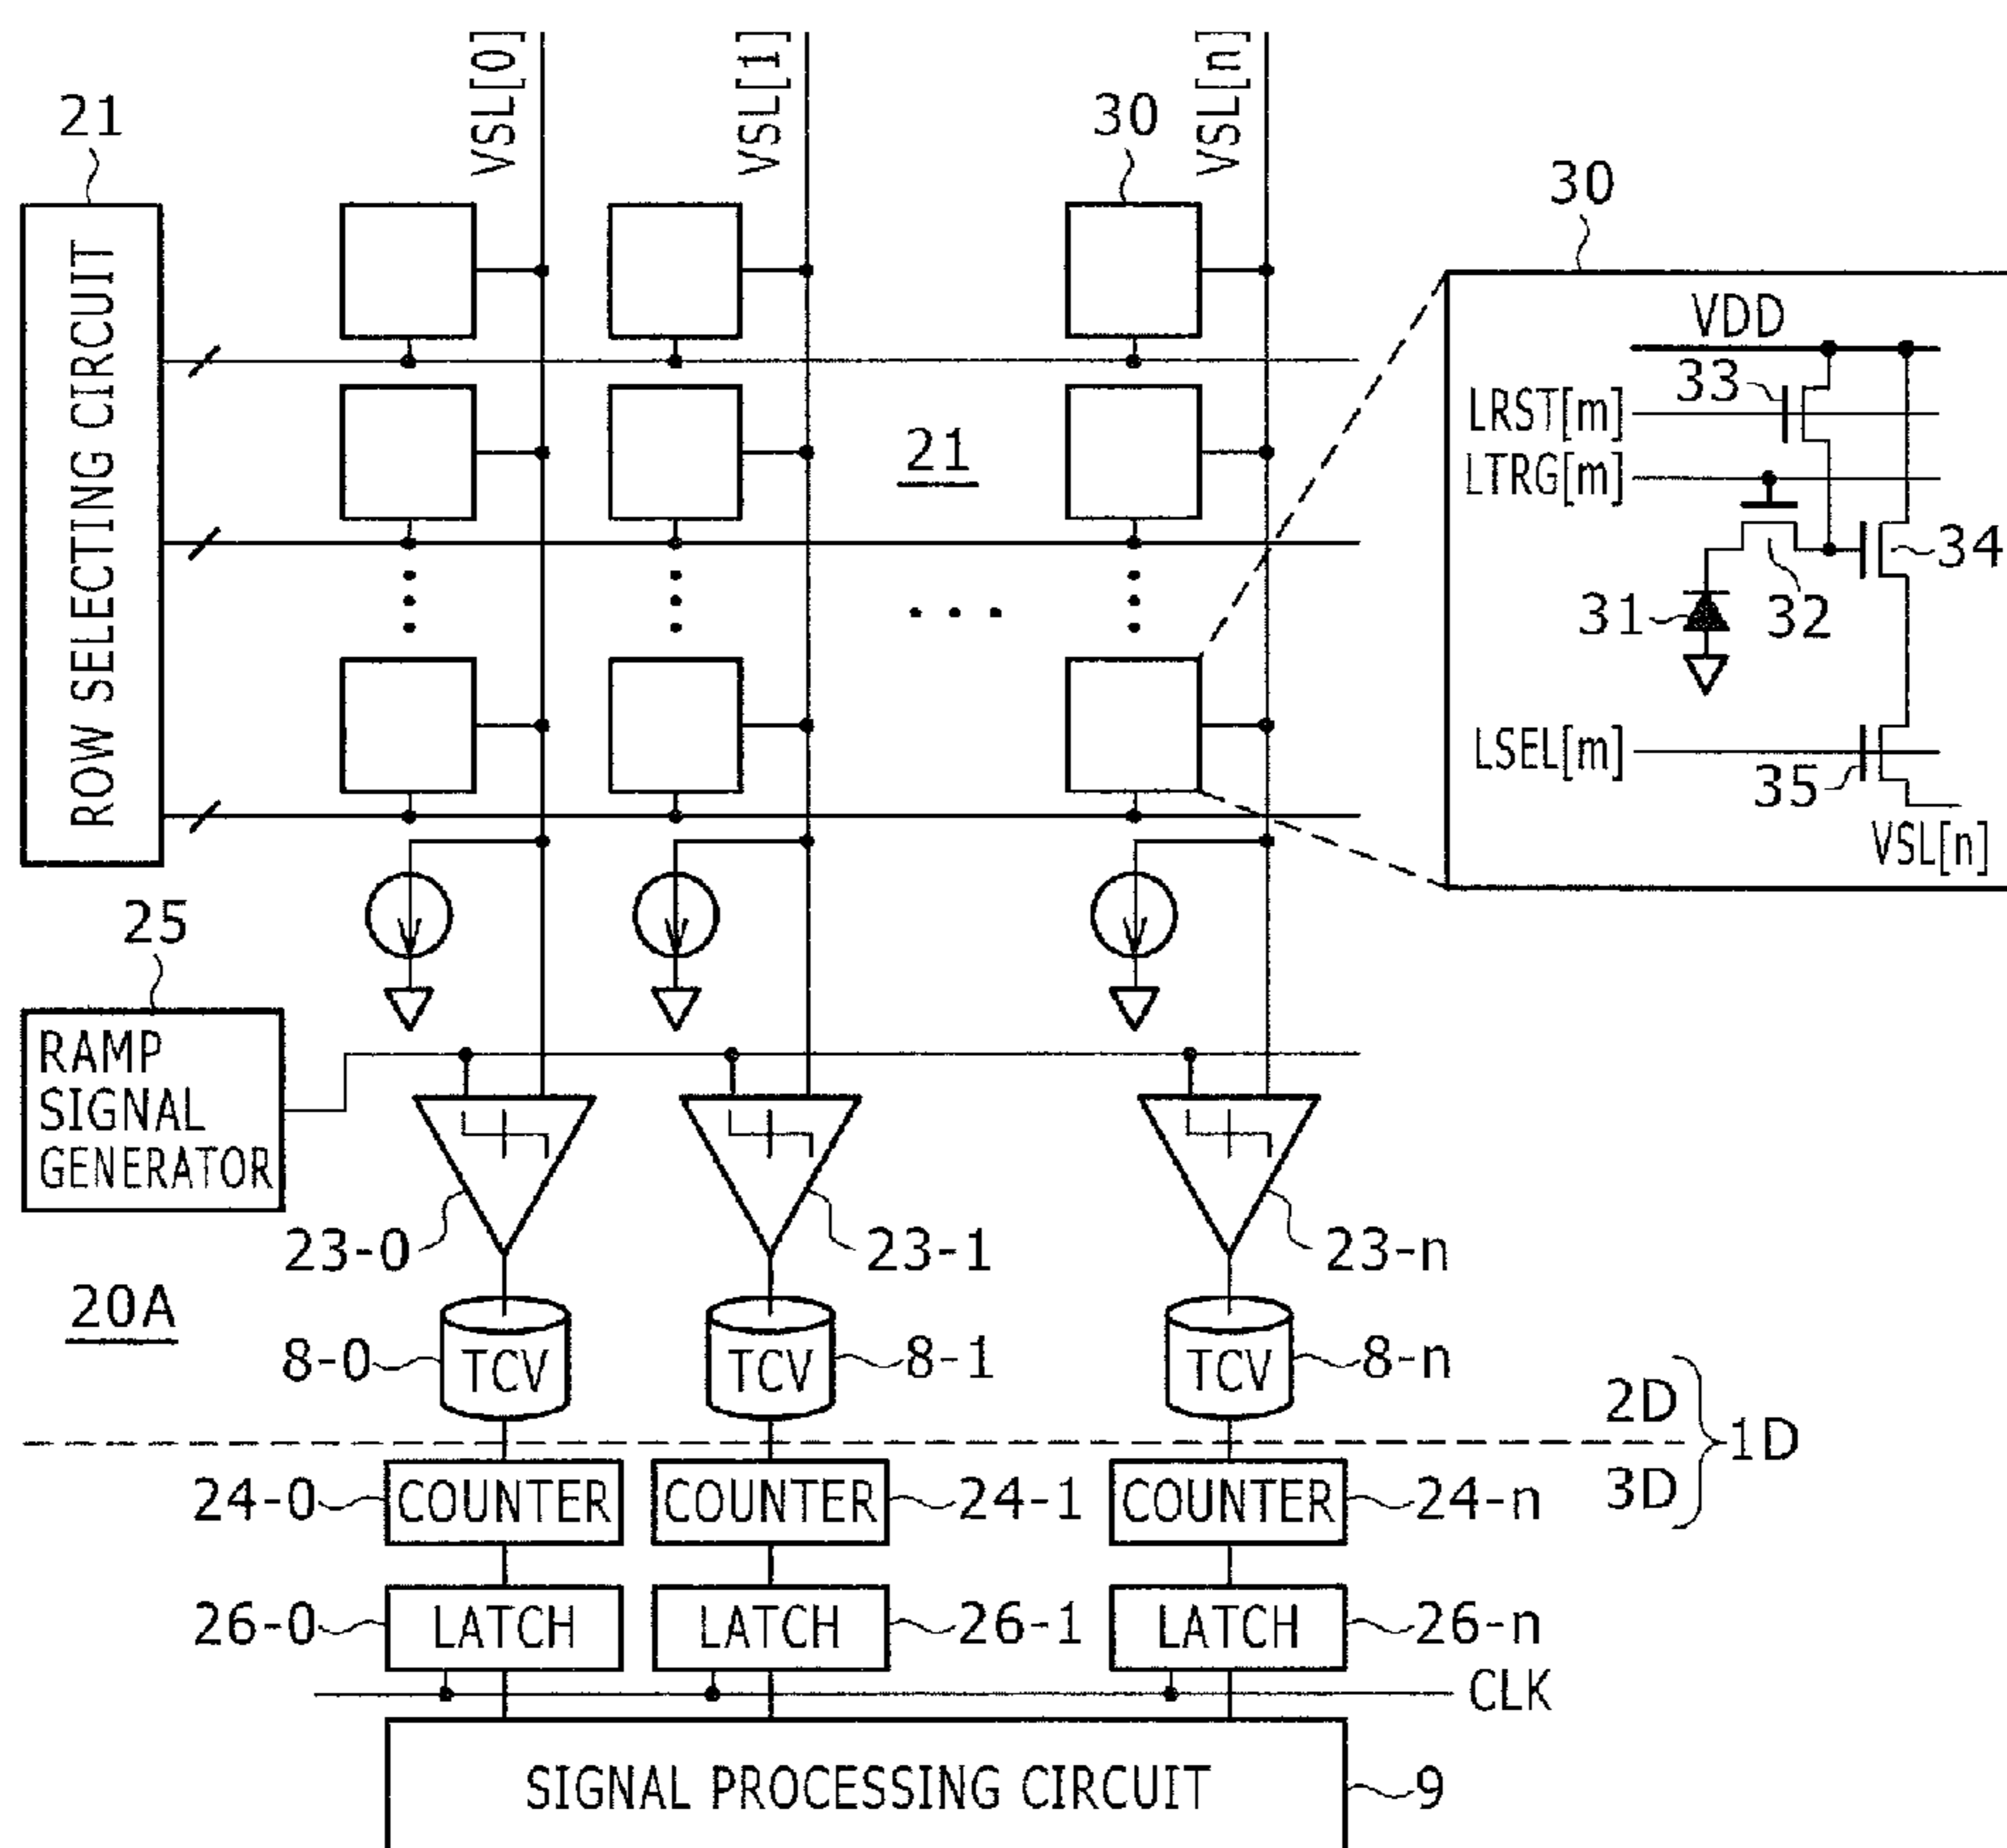 VSL[0]
VSL[1]
VSL[n]
21
30
30
ROW SELECTING CIRCUIT
VDD
33
LRST[m]
LTRG[m]
21
34
31
32
LSEL[m]
35
VSL[n]
25
RAMP
SIGNAL
GENERATOR
23-0
23-1
23-n
20A
8-0
TCV
TCV
8-1
TCV
8-n
2D
1D
3D
24-0
COUNTER
COUNTER
24-1
COUNTER
24-n
26-0
LATCH
LATCH
26-1
LATCH
26-n
CLK
SIGNAL PROCESSING CIRCUIT
9